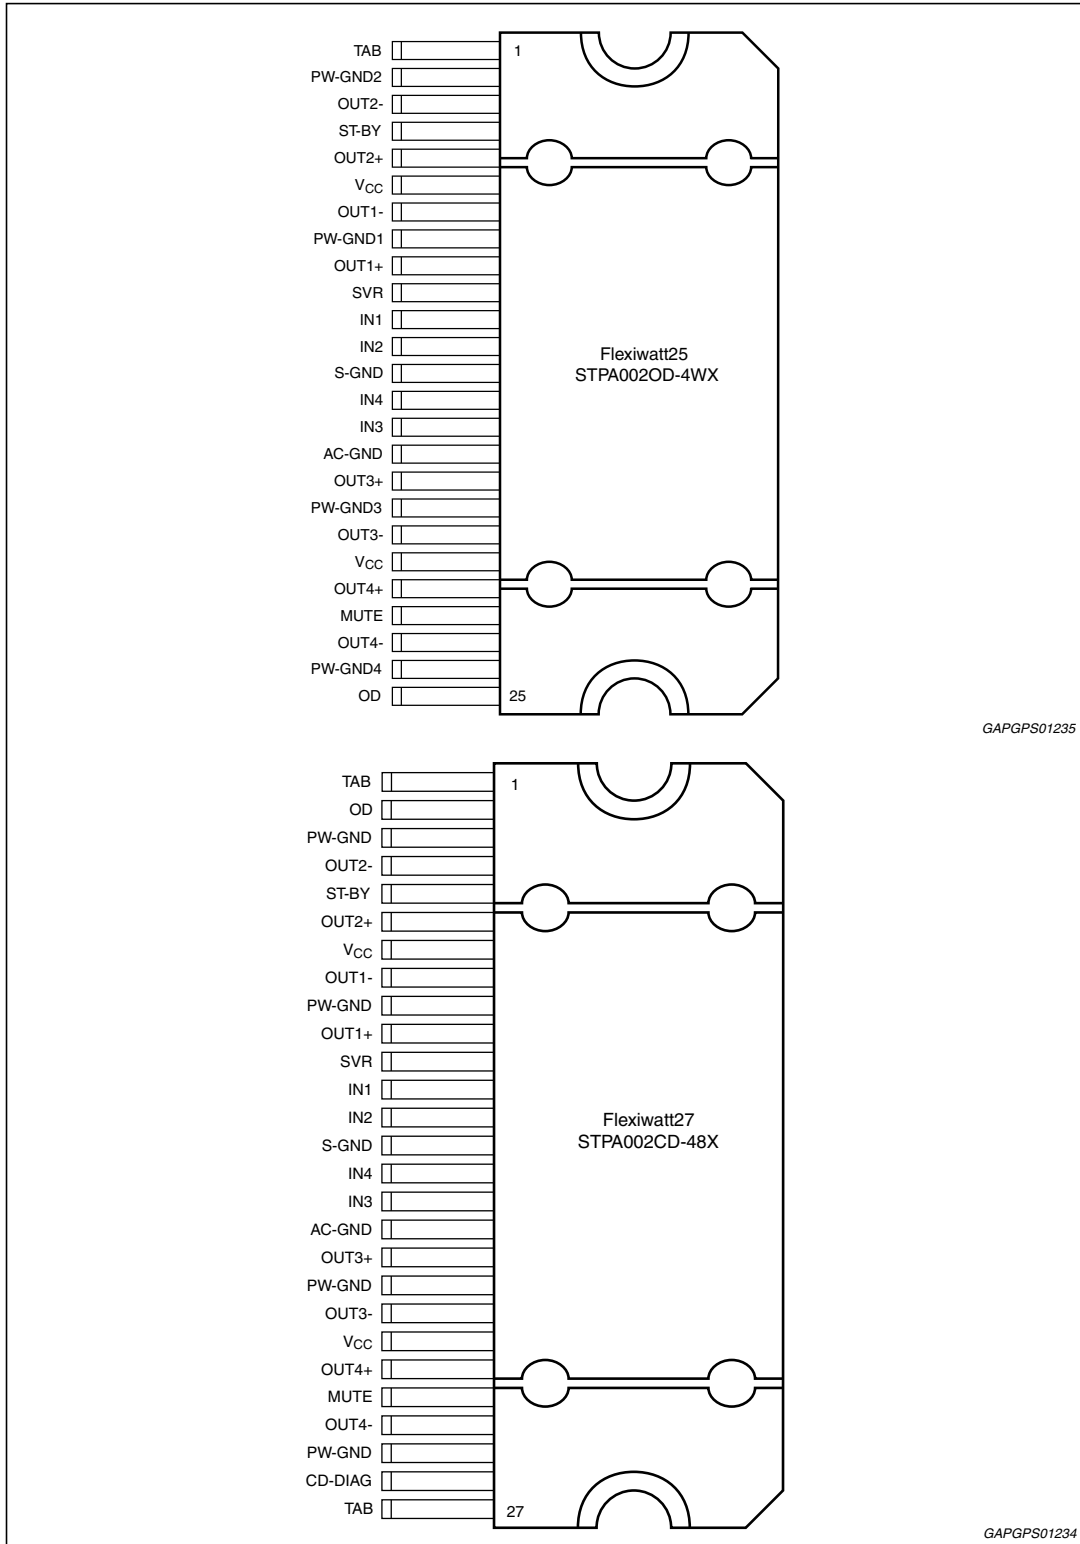 TAB
1
PW-GND2
OUT2-
ST-BY
OUT2+
VCC
OUT1-
PW-GND1
OUT1+
SVR
IN1
IN2
Flexiwatt25
STPA002OD-4WX
S-GND
IN4
IN3
AC-GND
OUT3+
PW-GND3
OUT3-
VCC
OUT4+
MUTE
OUT4-
PW-GND4
OD
25
GAPGPS01235
TAB
1
OD
PW-GND
OUT2-
ST-BY
OUT2+
VCC
OUT1-
PW-GND
OUT1+
SVR
IN1
IN2
Flexiwatt27
STPA002CD-48X
S-GND
IN4
IN3
AC-GND
OUT3+
PW-GND
OUT3-
VCC
OUT4+
MUTE
OUT4-
PW-GND
CD-DIAG
TAB
27
GAPGPS01234